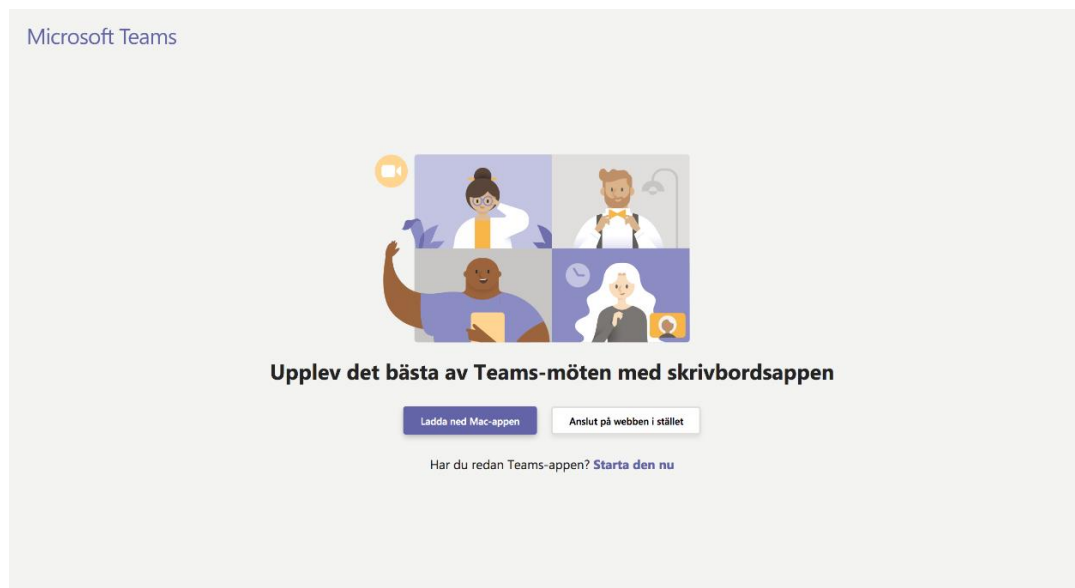 Microsoft Teams
Upplev det bästa av Teams-möten med skrivbordsappen
Ladda ned Mac-appen
Anslut på webben i stället
Har du redan Teams-appen? Starta den nu